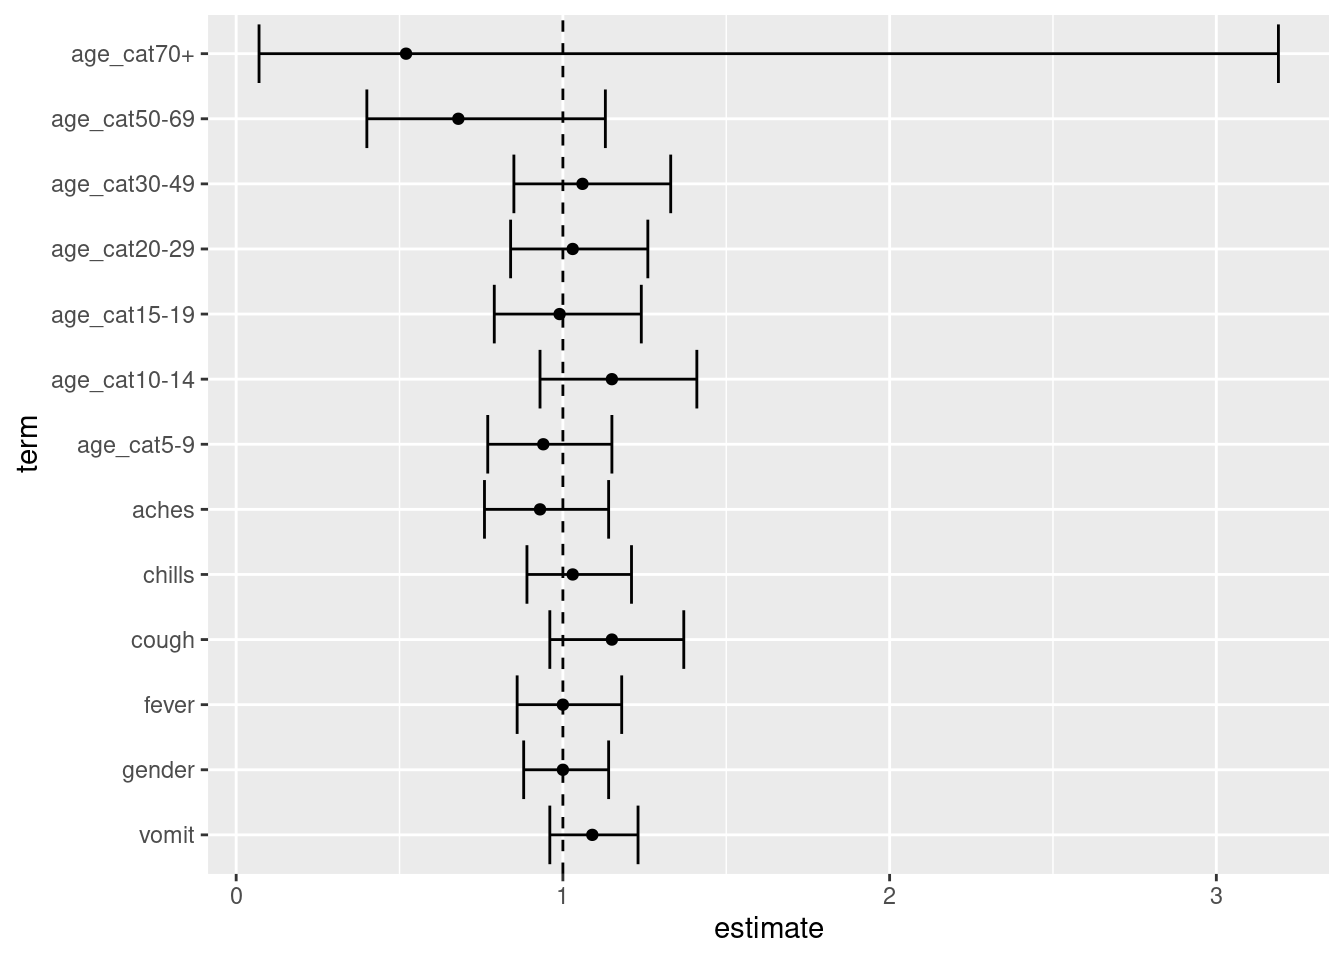 age_cat70+
age_cat50-69
age_cat30-49
age_cat20-29
age_cat15-19
age_cat10-14
age_cat5-9
aches
chills
cough
fever
gender
vomit
term
0 1 2 3
estimate